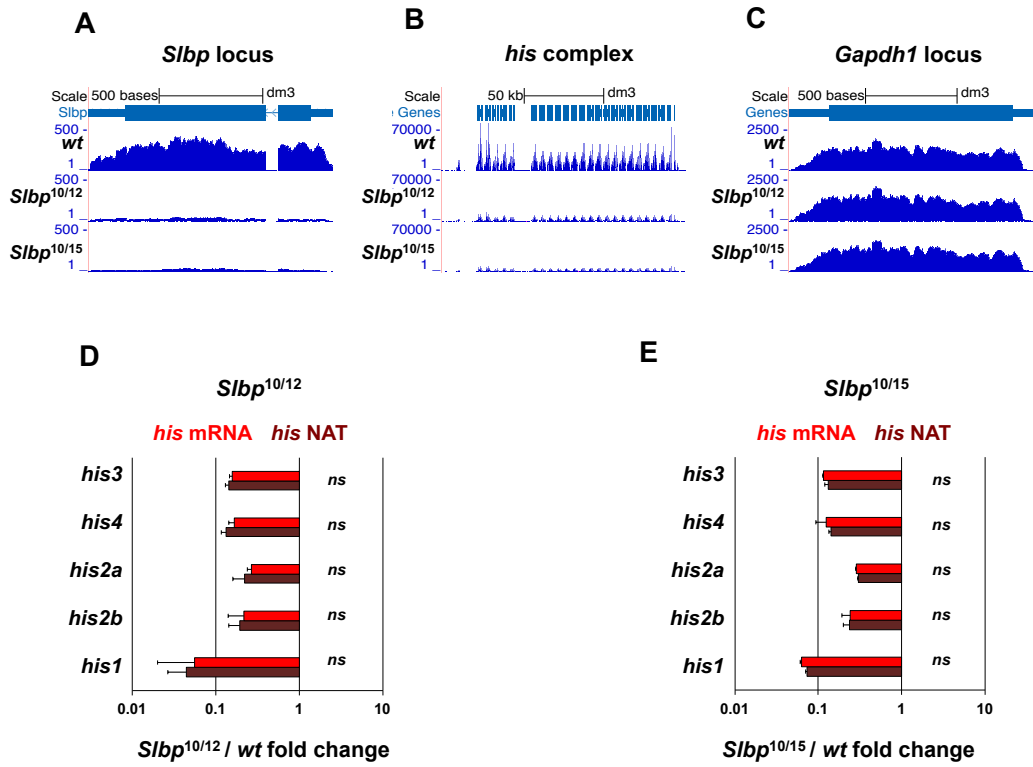 A
B
C
Slbp locus
his complex
Gapdh1 locus
Scale 500 bases dm3
Slbp
500 -
wt
1 _
500 -
Slbp10/12
1 _
500 -
Slbp10/15
1 _
Scale 50 kb dm3
Genes
70000 -
wt
1 _
70000 -
Slbp10/12
1 _
70000 -
Slbp10/15
1 _
Scale 500 bases dm3
Genes
2500 -
wt
1 _
2500 -
Slbp10/12
1 _
2500 -
Slbp10/15
1 _
D
Slbp10/12
his mRNA his NAT
his3 ns
his4 ns
his2a ns
his2b ns
his1 ns
0.01 0.1 1 10
Slbp10/12 / wt fold change
E
Slbp10/15
his mRNA his NAT
his3 ns
his4 ns
his2a ns
his2b ns
his1 ns
0.01 0.1 1 10
Slbp10/15 / wt fold change